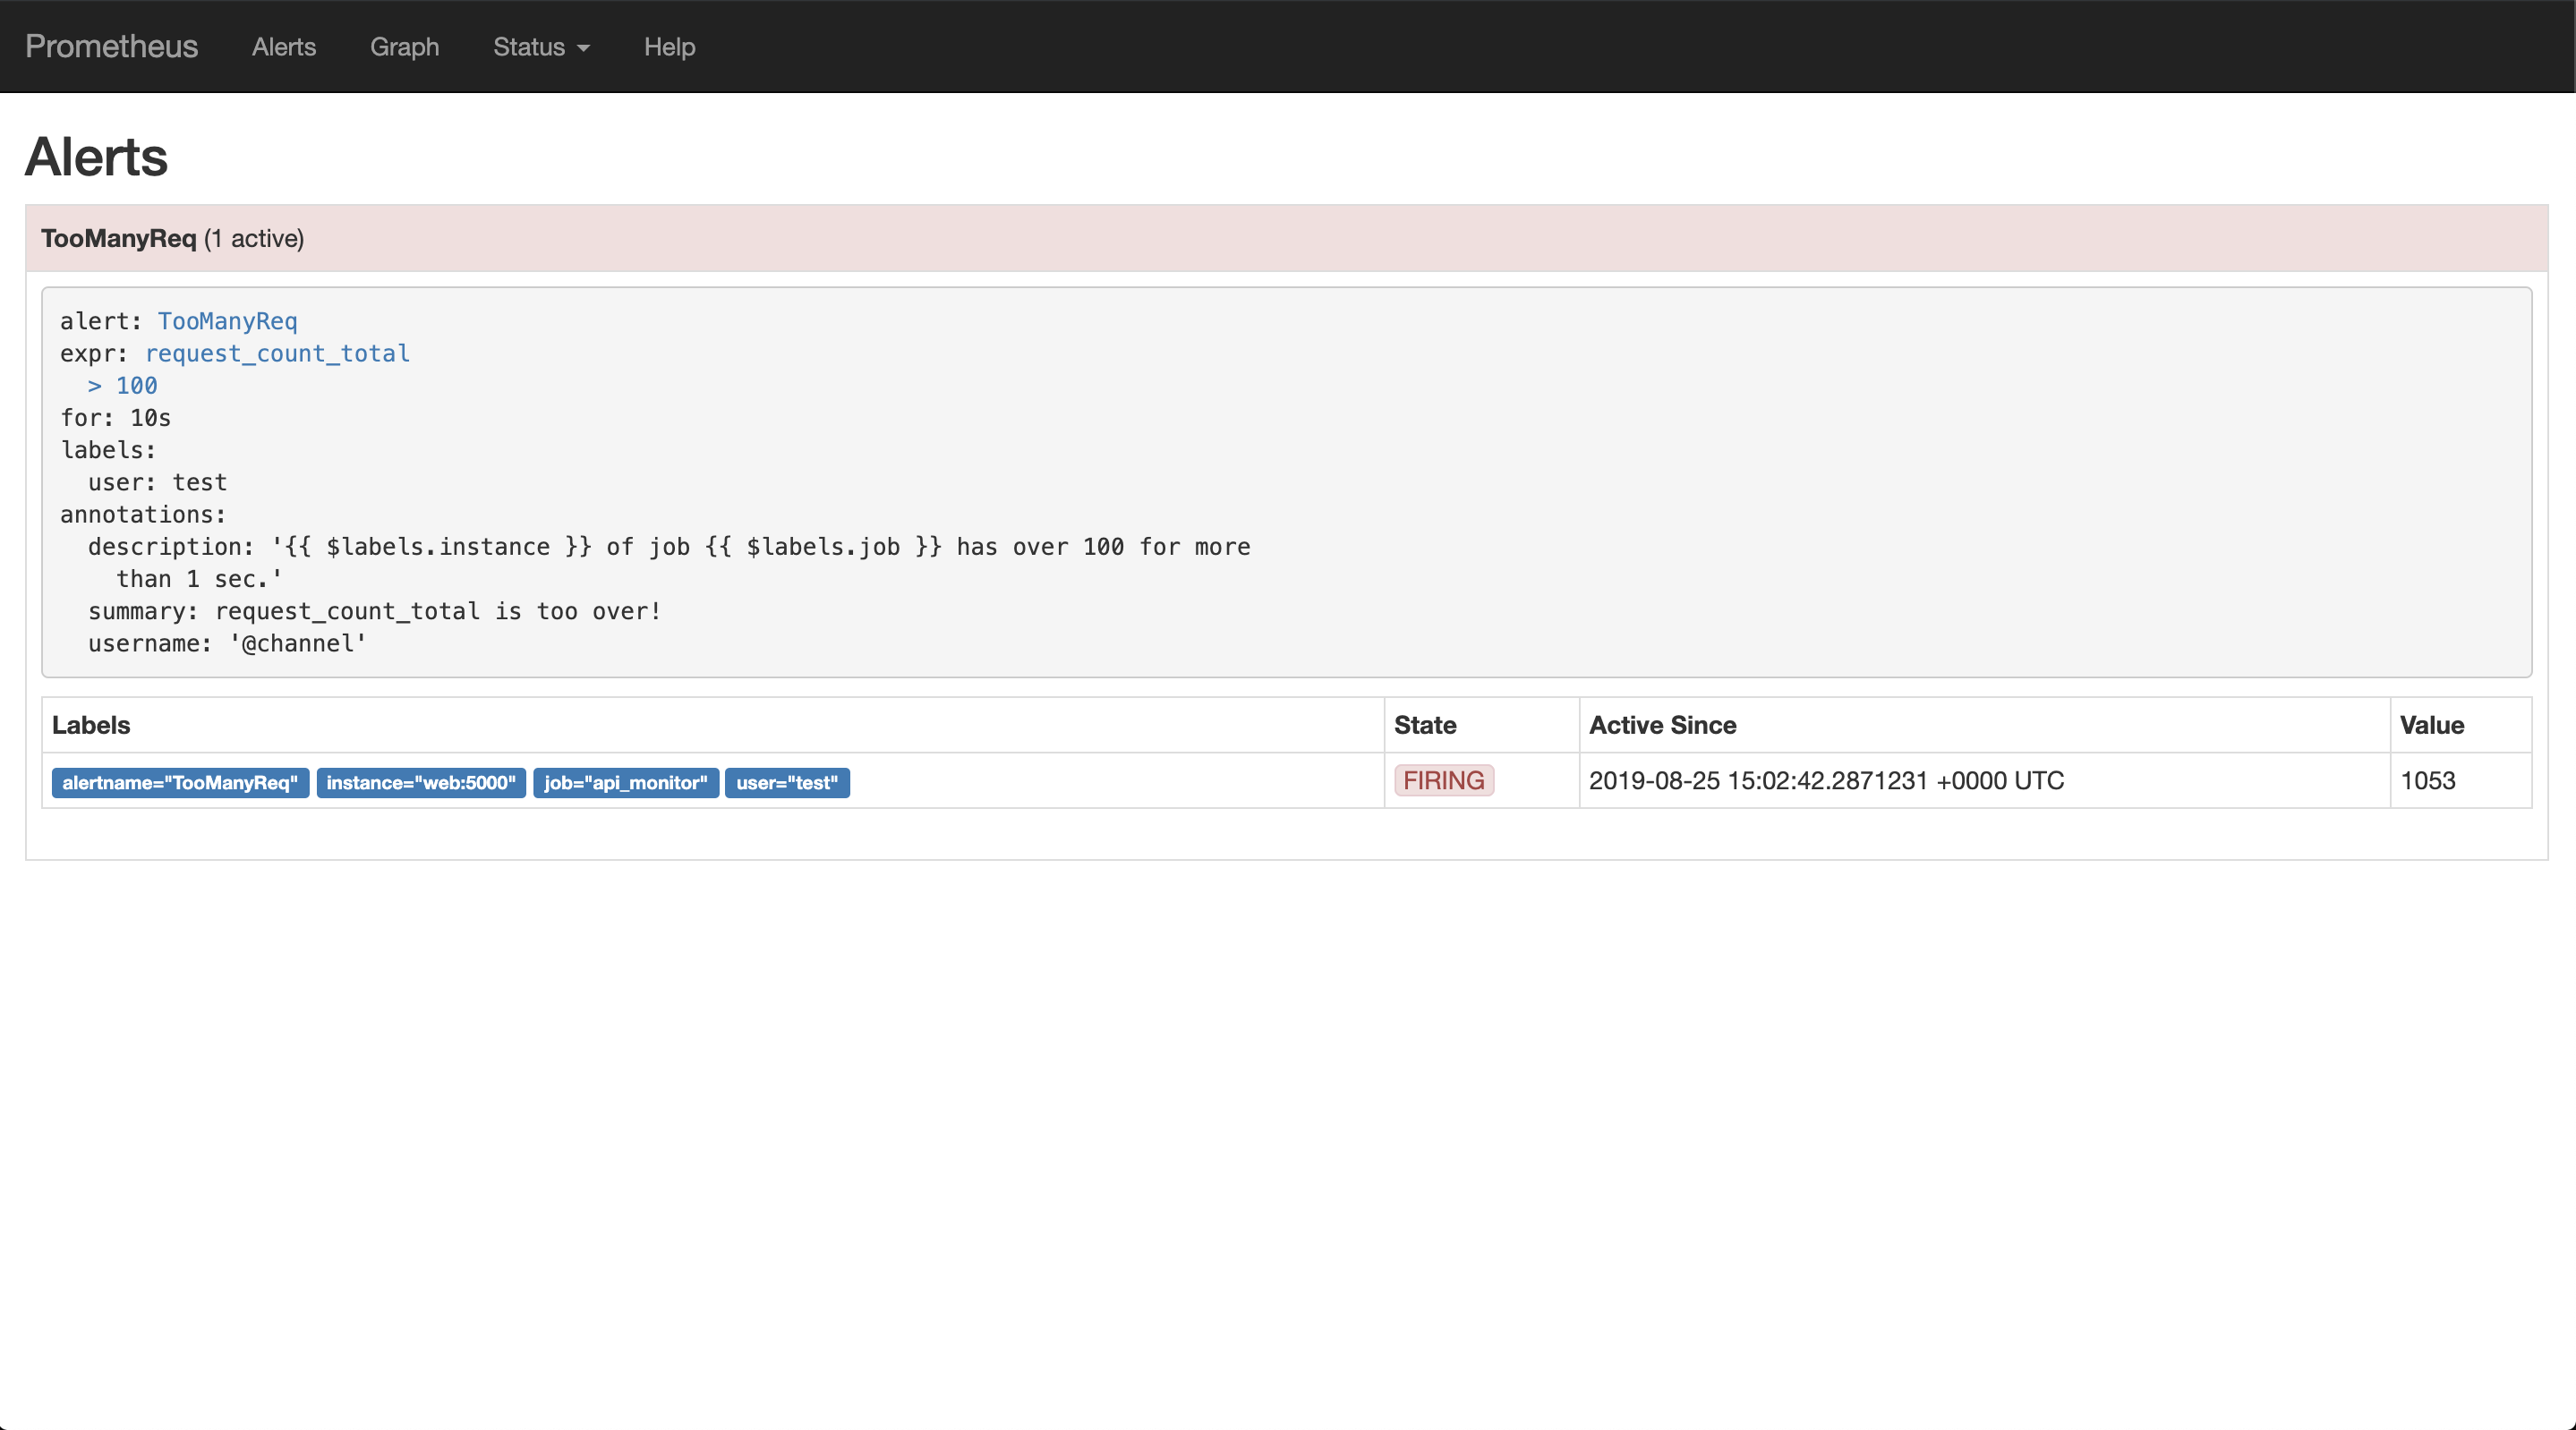 Prometheus Alerts Graph Status Help
Alerts
TooManyReq (1 active)
alert: TooManyReq
expr: request_count_total
  > 100
for: 10s
labels:
  user: test
annotations:
  description: '{{ $labels.instance }} of job {{ $labels.job }} has over 100 for more
    than 1 sec.'
  summary: request_count_total is too over!
  username: '@channel'
Labels State Active Since Value
alertname="TooManyReq" instance="web:5000" job="api_monitor" user="test" FIRING 2019-08-25 15:02:42.2871231 +0000 UTC 1053